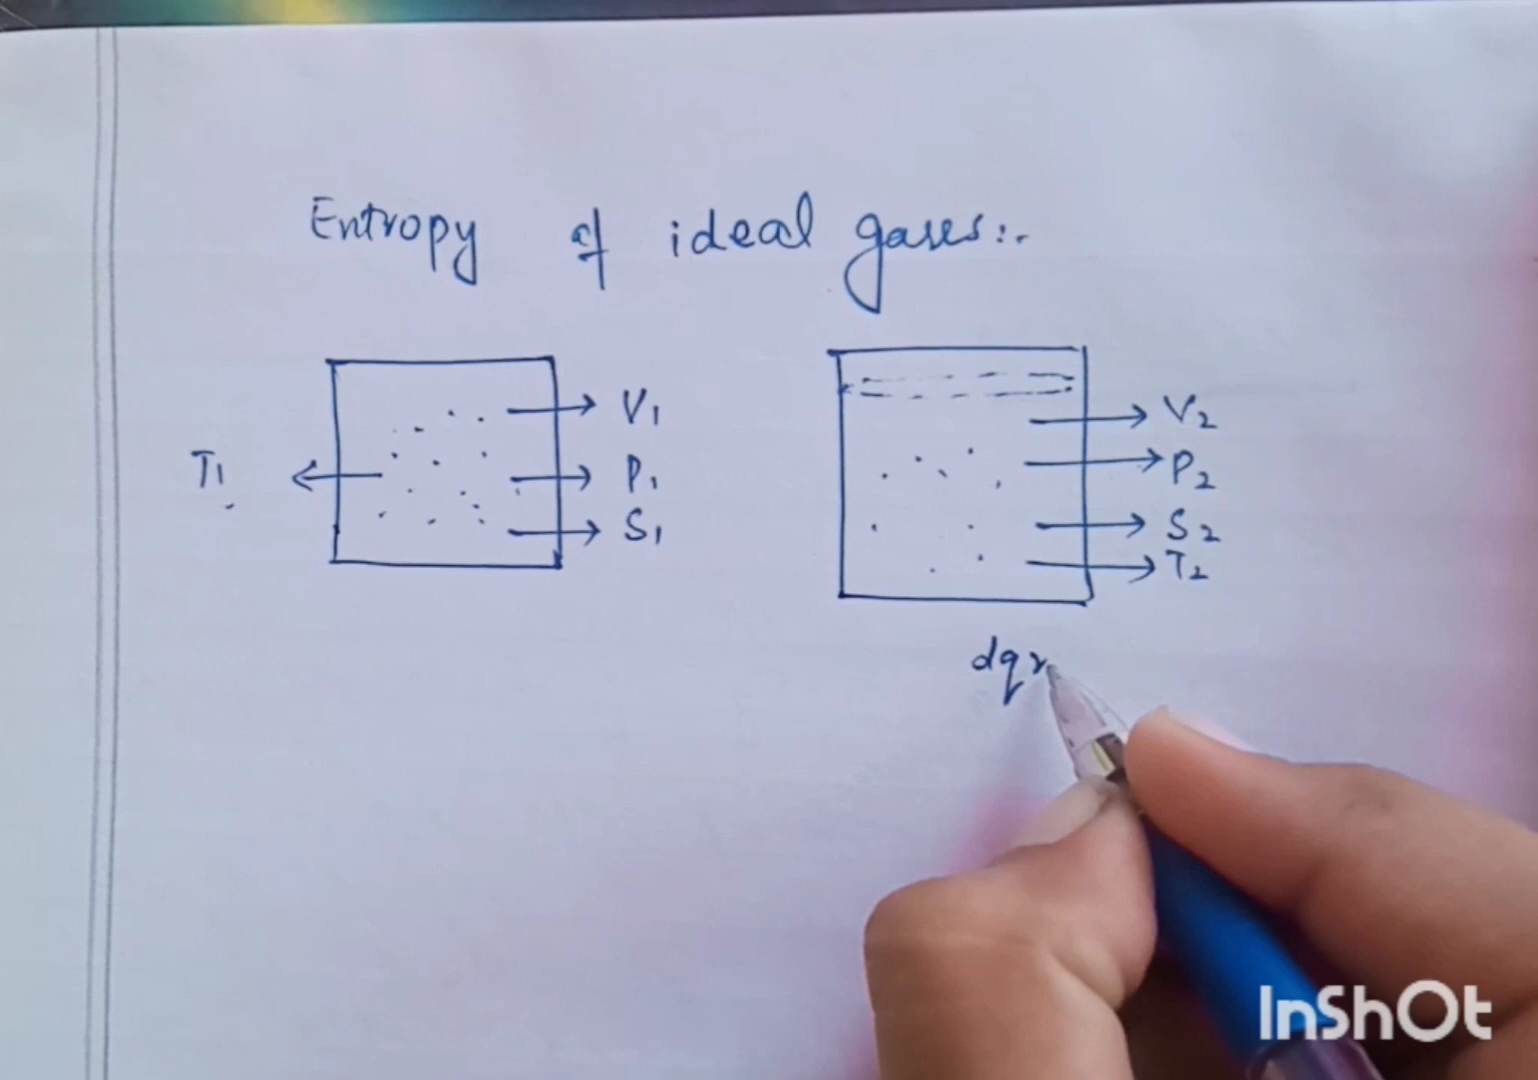 Entropy of ideal gases:-
T1
V1
P1
S1
V2
P2
S2
T2
dqr
InShOt